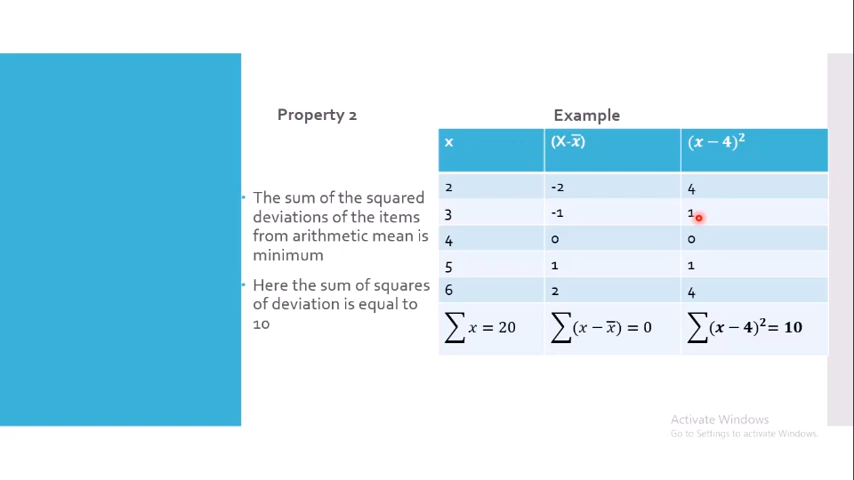 Property 2
• The sum of the squared
deviations of the items
from arithmetic mean is
minimum
• Here the sum of squares
of deviation is equal to
10
Example
x (X-x̅) (x − 4)²
2 -2 4
3 -1 1
4 0 0
5 1 1
6 2 4
∑x = 20 ∑(x − x̅) = 0 ∑(x − 4)²= 10
Activate Windows
Go to Settings to activate Windows.